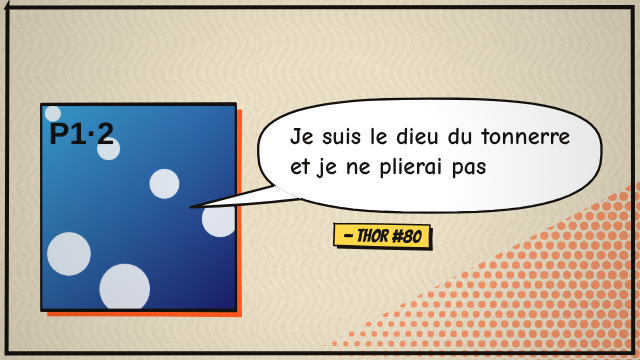 P1·2
Je suis le dieu du tonnerre
et je ne plierai pas
– THOR #80